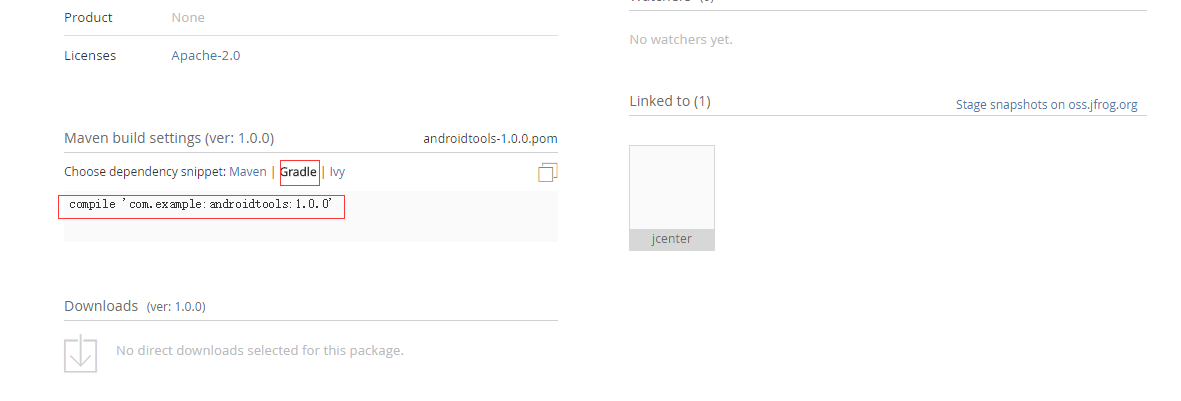 Product None
Licenses Apache-2.0
Maven build settings (ver: 1.0.0) androidtools-1.0.0.pom
Choose dependency snippet: Maven | Gradle | Ivy
compile 'com.example:androidtools:1.0.0'
Downloads (ver: 1.0.0)
No direct downloads selected for this package.
Watchers (0)
No watchers yet.
Linked to (1) Stage snapshots on oss.jfrog.org
jcenter